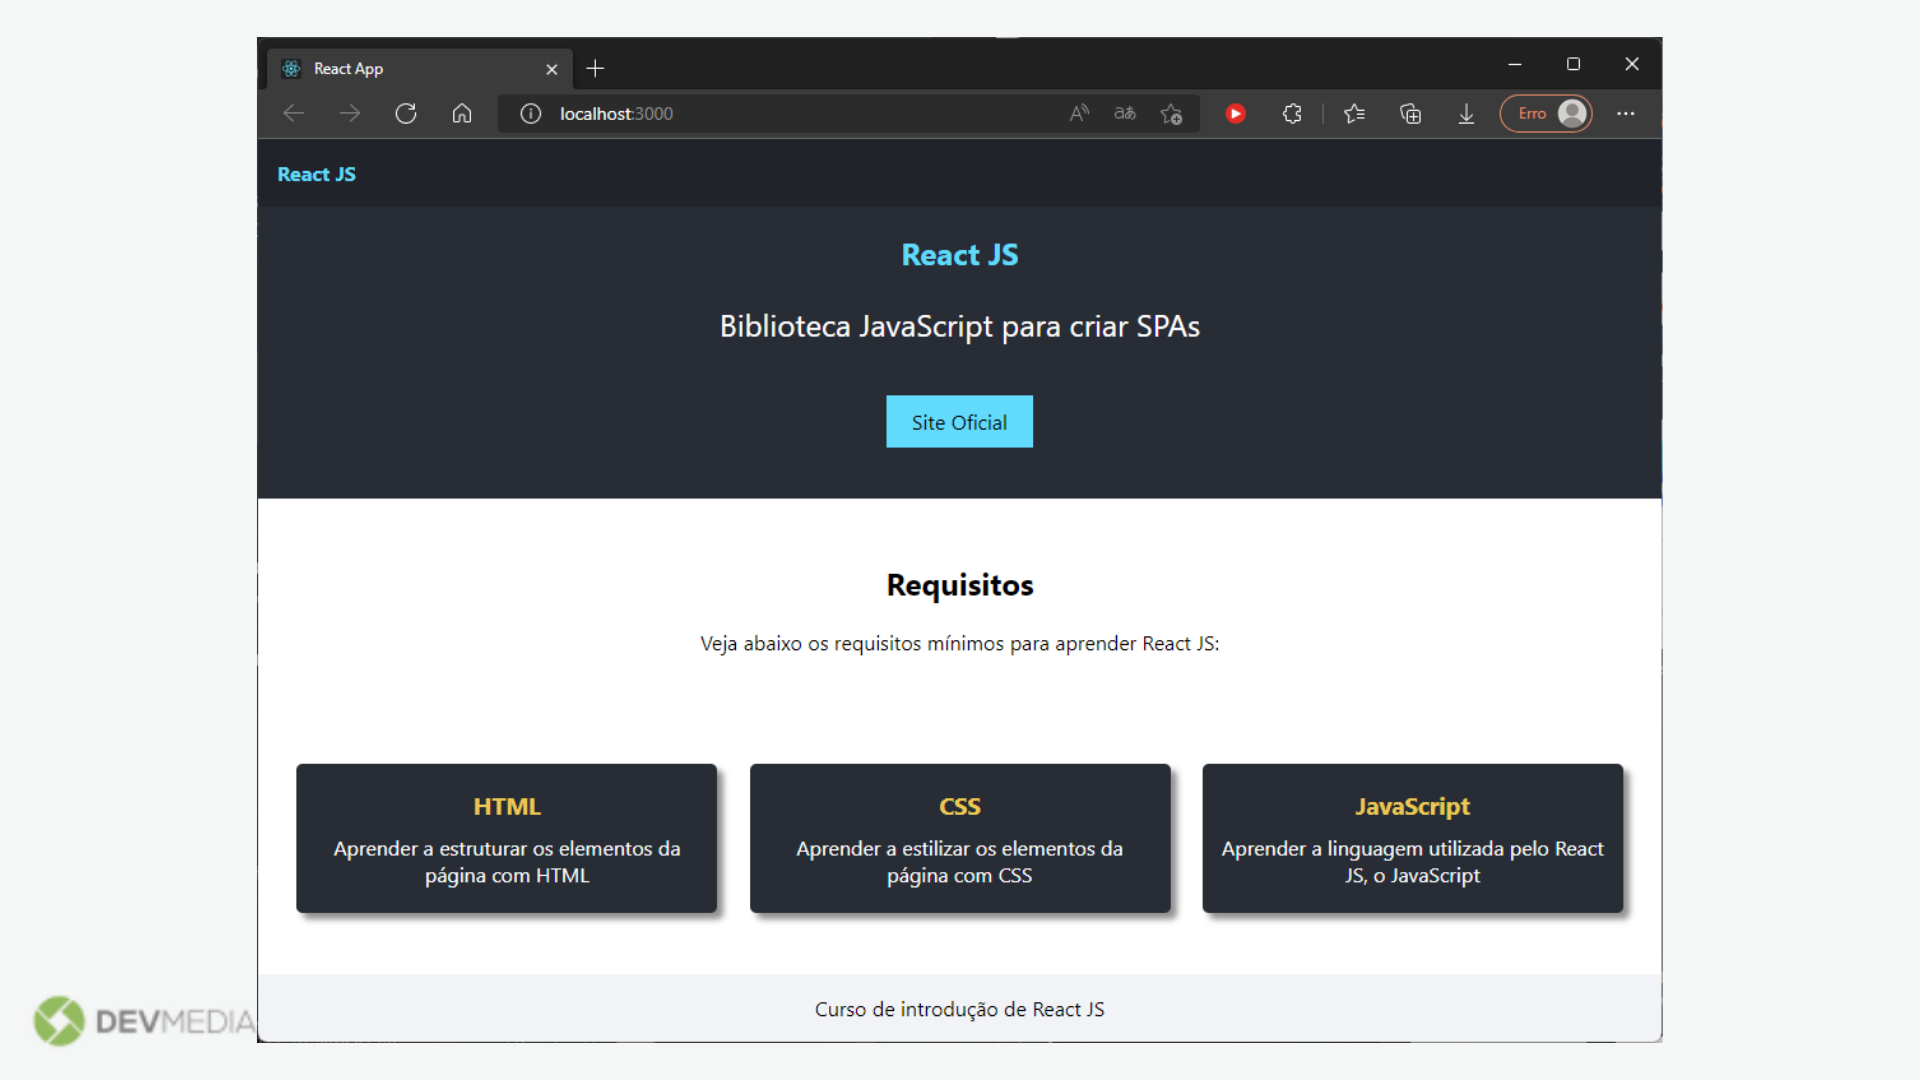 React App
localhost:3000
Erro
React JS
React JS
Biblioteca JavaScript para criar SPAs
Site Oficial
Requisitos
Veja abaixo os requisitos mínimos para aprender React JS:
HTML
Aprender a estruturar os elementos da
página com HTML
CSS
Aprender a estilizar os elementos da
página com CSS
JavaScript
Aprender a linguagem utilizada pelo React
JS, o JavaScript
Curso de introdução de React JS
DEVMEDIA